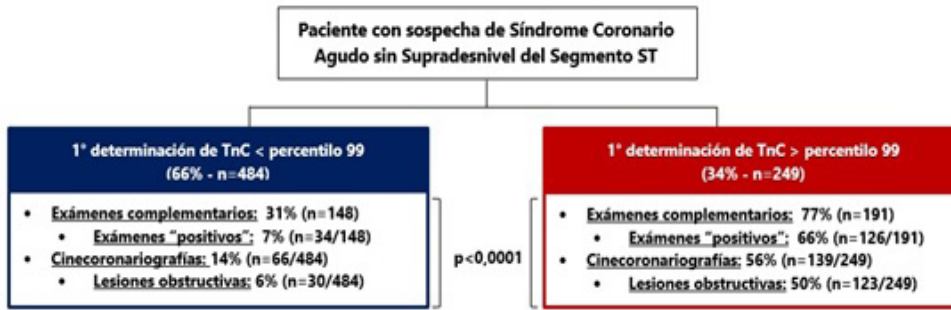 Paciente con sospecha de Síndrome Coronario
Agudo sin Supradesnivel del Segmento ST
1° determinación de TnC < percentilo 99
(66% - n=484)
• Exámenes complementarios: 31% (n=148)
• Exámenes "positivos": 7% (n=34/148)
• Cinecoronariografías: 14% (n=66/484)
• Lesiones obstructivas: 6% (n=30/484)
p<0,0001
1° determinación de TnC > percentilo 99
(34% - n=249)
• Exámenes complementarios: 77% (n=191)
• Exámenes "positivos": 66% (n=126/191)
• Cinecoronariografías: 56% (n=139/249)
• Lesiones obstructivas: 50% (n=123/249)